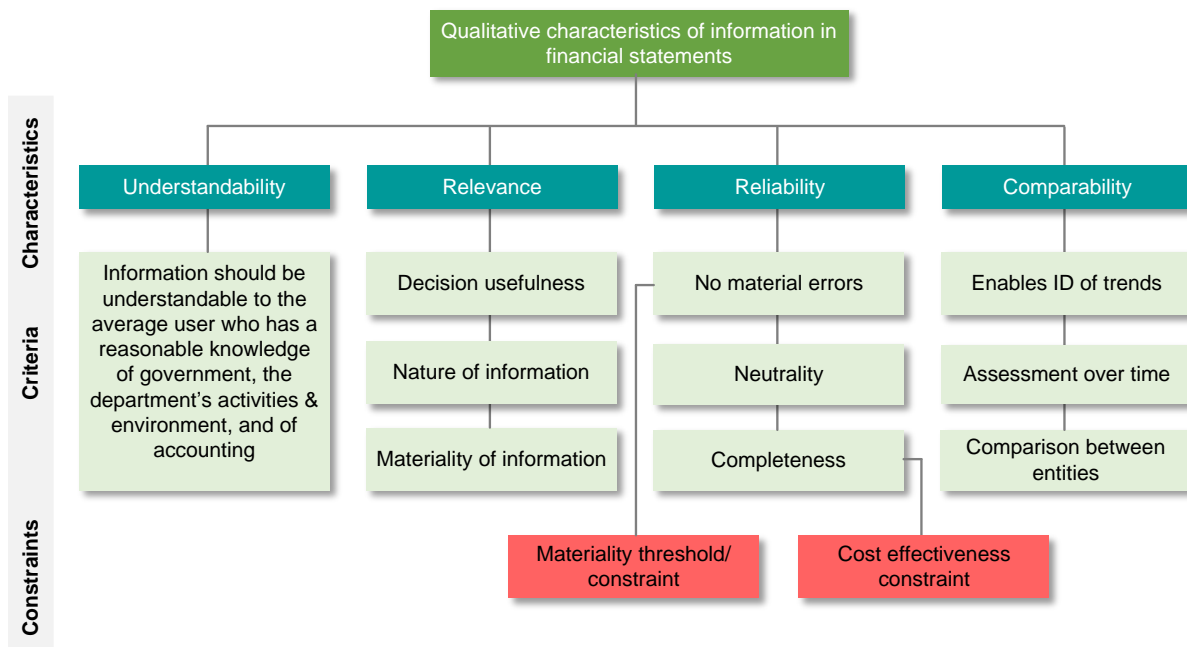 Qualitative characteristics of information in
financial statements
Characteristics
Understandability
Relevance
Reliability
Comparability
Criteria
Information should be
understandable to the
average user who has a
reasonable knowledge
of government, the
department's activities &
environment, and of
accounting
Decision usefulness
Nature of information
Materiality of information
No material errors
Neutrality
Completeness
Enables ID of trends
Assessment over time
Comparison between
entities
Constraints
Materiality threshold/
constraint
Cost effectiveness
constraint